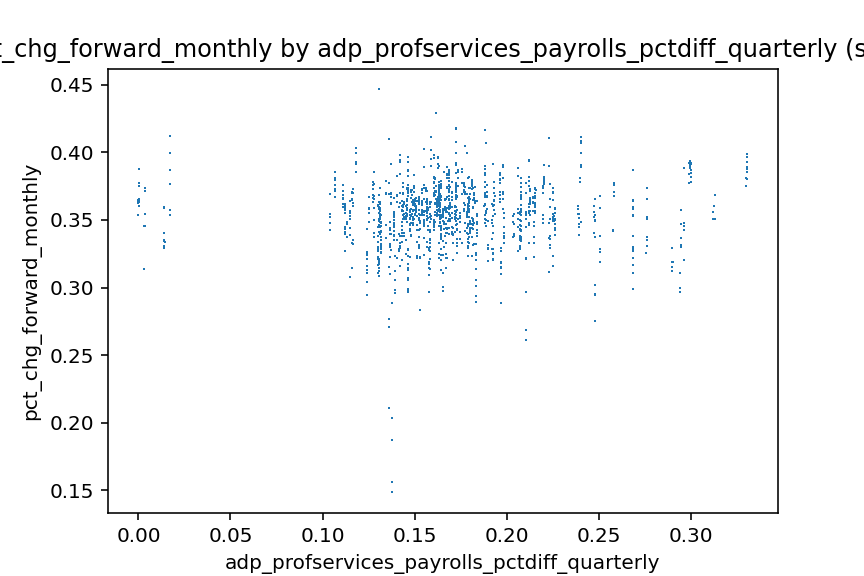 t_chg_forward_monthly by adp_profservices_payrolls_pctdiff_quarterly (s
0.45
0.40
0.35
0.30
0.25
0.20
0.15
pct_chg_forward_monthly
0.00 0.05 0.10 0.15 0.20 0.25 0.30
adp_profservices_payrolls_pctdiff_quarterly